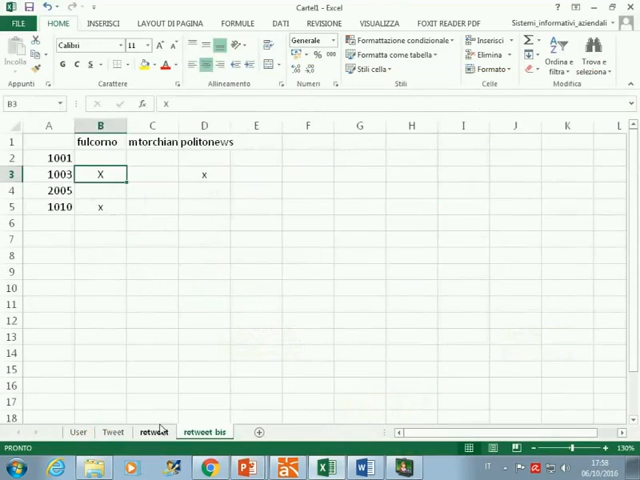 Cartel1 - Excel
FILE HOME INSERISCI LAYOUT DI PAGINA FORMULE DATI REVISIONE VISUALIZZA FOXIT READER PDF Sistemi_informativi_aziendali
Incolla
Calibri 11
G C S
Generale
Formattazione condizionale
Formatta come tabella
Stili cella
Inserisci
Elimina
Formato
Ordina e filtra
Trova e seleziona
Appunti Carattere Allineamento Numeri Stili Celle Modifica
B3 fx X
A B C D E F G H I J K L
1 fulcorno mtorchian politonews
2 1001
3 1003 X x
4 2005
5 1010 x
6
7
8
9
10
11
12
13
14
15
16
17
18
User Tweet retweet retweet bis
PRONTO 130%
IT 17:58
06/10/2016